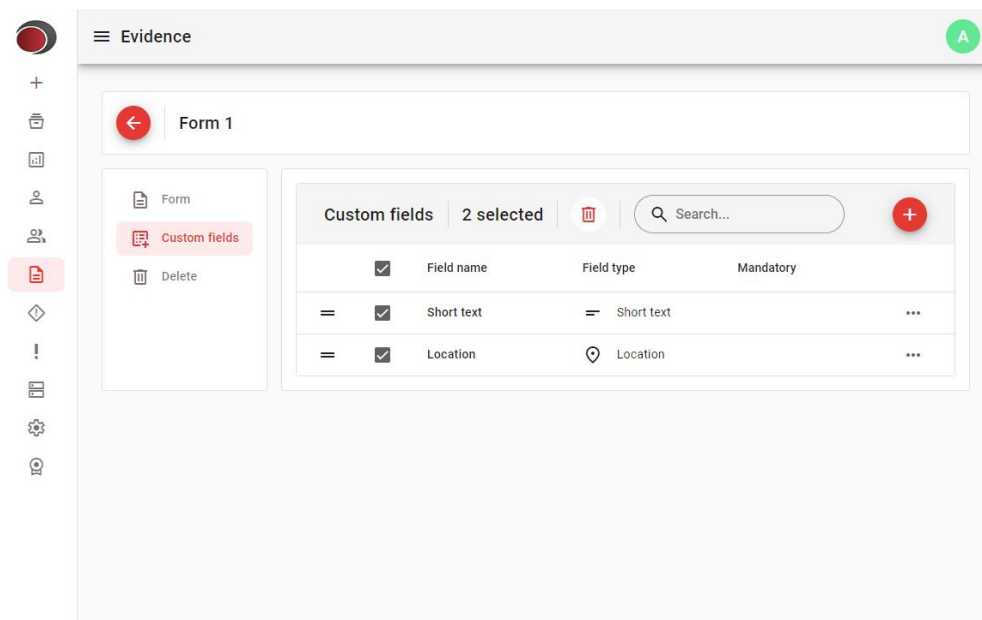 Evidence
A
Form 1
Form
Custom fields
Delete
Custom fields 2 selected Search...
Field name Field type Mandatory
Short text Short text
Location Location